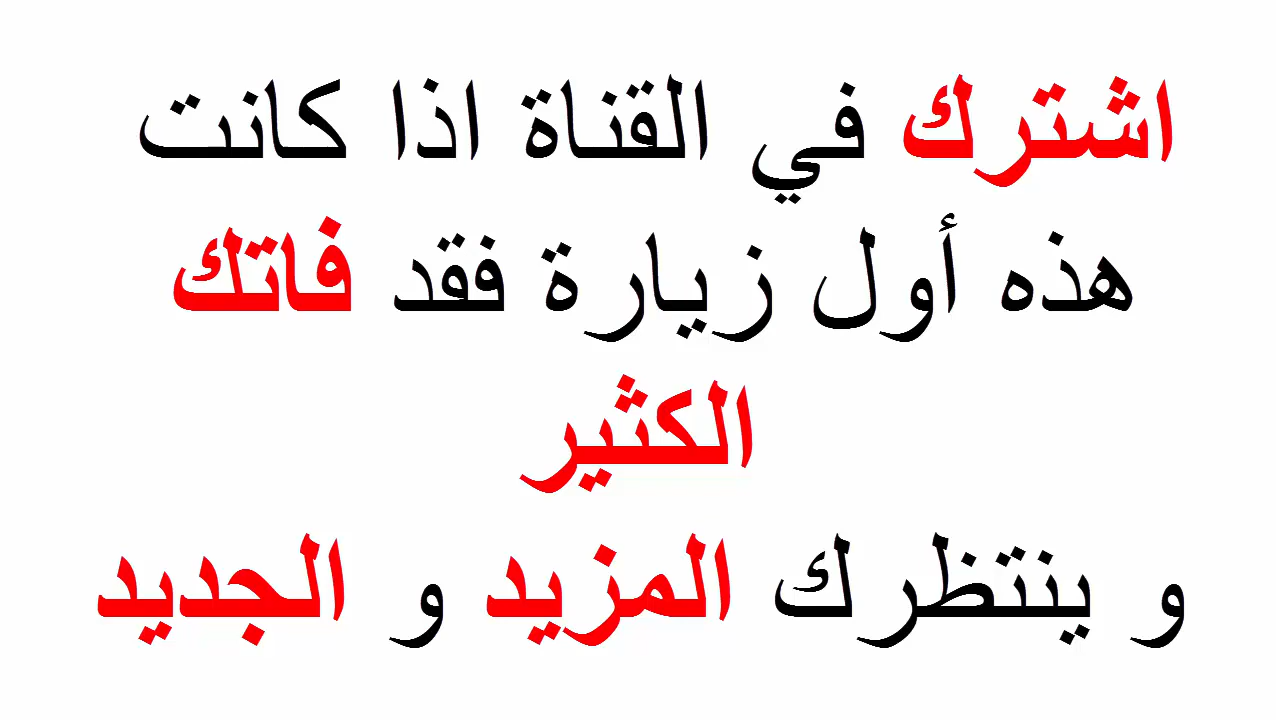 اشترك في القناة اذا كانت
هذه أول زيارة فقد فاتك
الكثير
و ينتظرك المزيد و الجديد